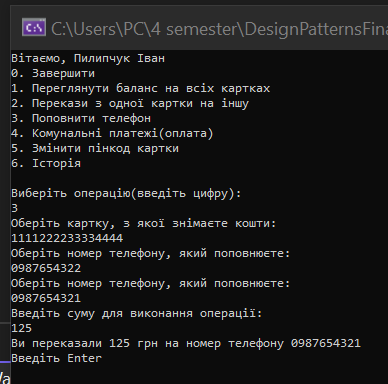 C:\Users\PC\4 semester\DesignPatternsFina
Вітаємо, Пилипчук Іван
0. Завершити
1. Переглянути баланс на всіх картках
2. Перекази з одної картки на іншу
3. Поповнити телефон
4. Комунальні платежі(оплата)
5. Змінити пінкод картки
6. Історія
Виберіть операцію(введіть цифру):
3
Оберіть картку, з якої знімаєте кошти:
1111222233334444
Оберіть номер телефону, який поповнюєте:
0987654322
Оберіть номер телефону, який поповнюєте:
0987654321
Введіть суму для виконання операції:
125
Ви переказали 125 грн на номер телефону 0987654321
Введіть Enter